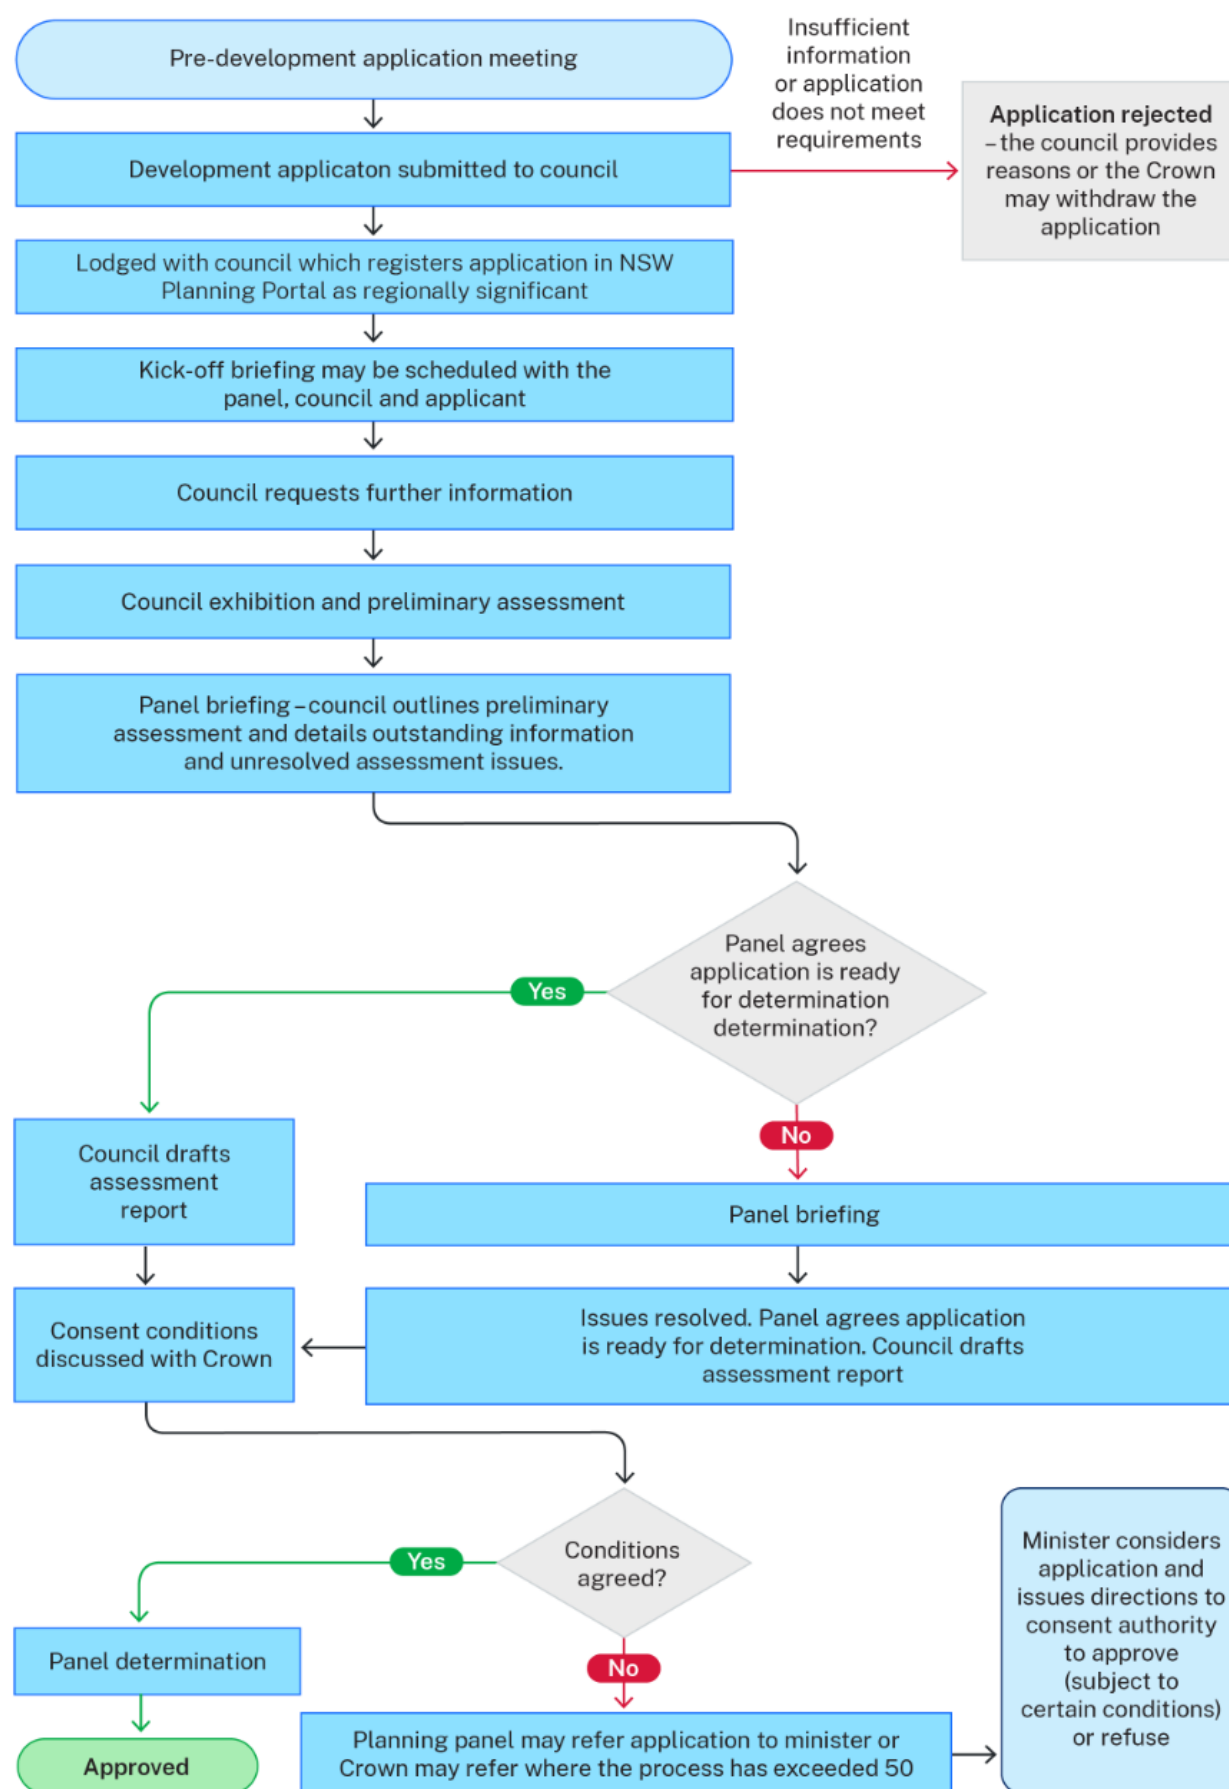 Pre-development application meeting
Insufficient
information
or application
does not meet
requirements
Application rejected
– the council provides
reasons or the Crown
may withdraw the
application
Development applicaton submitted to council
Lodged with council which registers application in NSW
Planning Portal as regionally significant
Kick-off briefing may be scheduled with the
panel, council and applicant
Council requests further information
Council exhibition and preliminary assessment
Panel briefing – council outlines preliminary
assessment and details outstanding information
and unresolved assessment issues.
Panel agrees
application is ready
for determination
determination?
Yes
No
Council drafts
assessment
report
Panel briefing
Consent conditions
discussed with Crown
Issues resolved. Panel agrees application
is ready for determination. Council drafts
assessment report
Conditions
agreed?
Yes
No
Minister considers
application and
issues directions to
consent authority
to approve
(subject to
certain conditions)
or refuse
Panel determination
Approved
Planning panel may refer application to minister or
Crown may refer where the process has exceeded 50